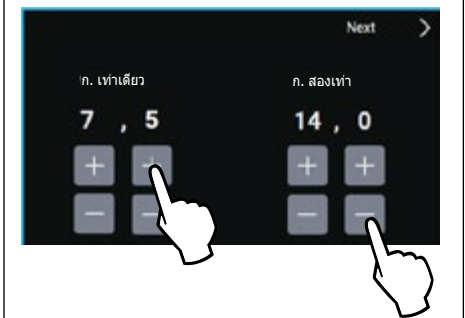 Next
ก. เท่าเดียว
ก. สองเท่า
7 , 5
14 , 0
+ + + +
− − − −